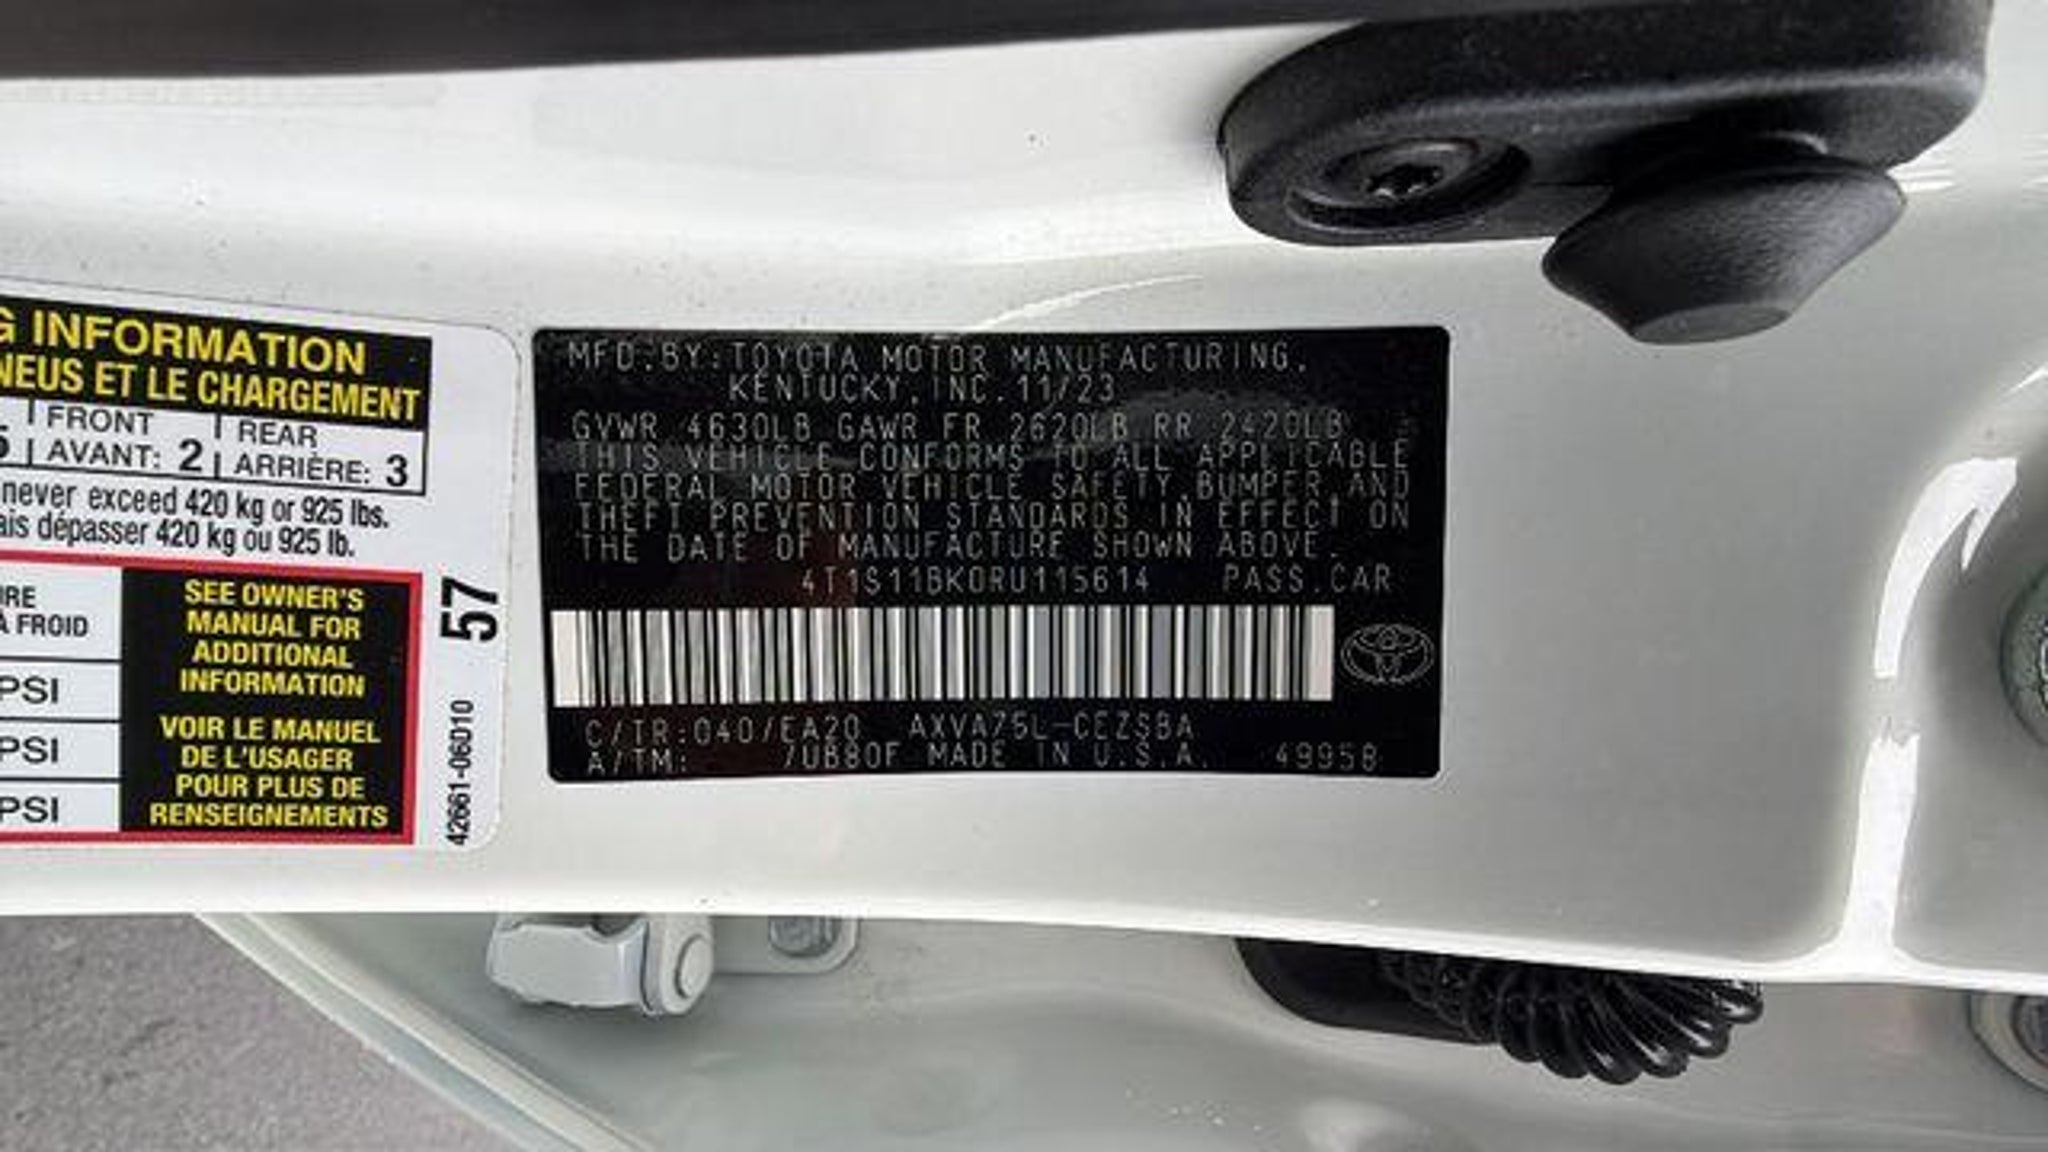 G INFORMATION
NEUS ET LE CHARGEMENT
5 | FRONT AVANT: 2 | REAR ARRIÈRE: 3
never exceed 420 kg or 925 lbs.
ais dépasser 420 kg ou 925 lb.
IRE
À FROID
PSI
PSI
PSI
SEE OWNER'S
MANUAL FOR
ADDITIONAL
INFORMATION
VOIR LE MANUEL
DE L'USAGER
POUR PLUS DE
RENSEIGNEMENTS
57
42661-06D10
MFD.BY:TOYOTA MOTOR MANUFACTURING,
KENTUCKY,INC.11/23
GVWR 4630LB GAWR FR 2620LB RR 2420LB
THIS VEHICLE CONFORMS TO ALL APPLICABLE
FEDERAL MOTOR VEHICLE SAFETY,BUMPER,AND
THEFT PREVENTION STANDARDS IN EFFECT ON
THE DATE OF MANUFACTURE SHOWN ABOVE.
4T1S11BK0RU115614 PASS.CAR
C/TR:040/EA20 AXVA75L-CEZSBA
A/TM: 7UB80F MADE IN U.S.A. 49958